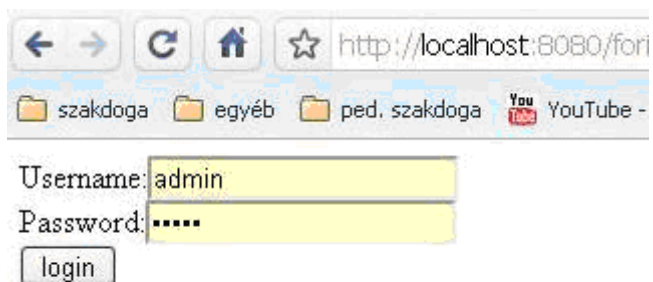 http://localhost:8080/fori
szakdoga egyéb ped. szakdoga You Tube YouTube -
Username: admin
Password: •••••
login